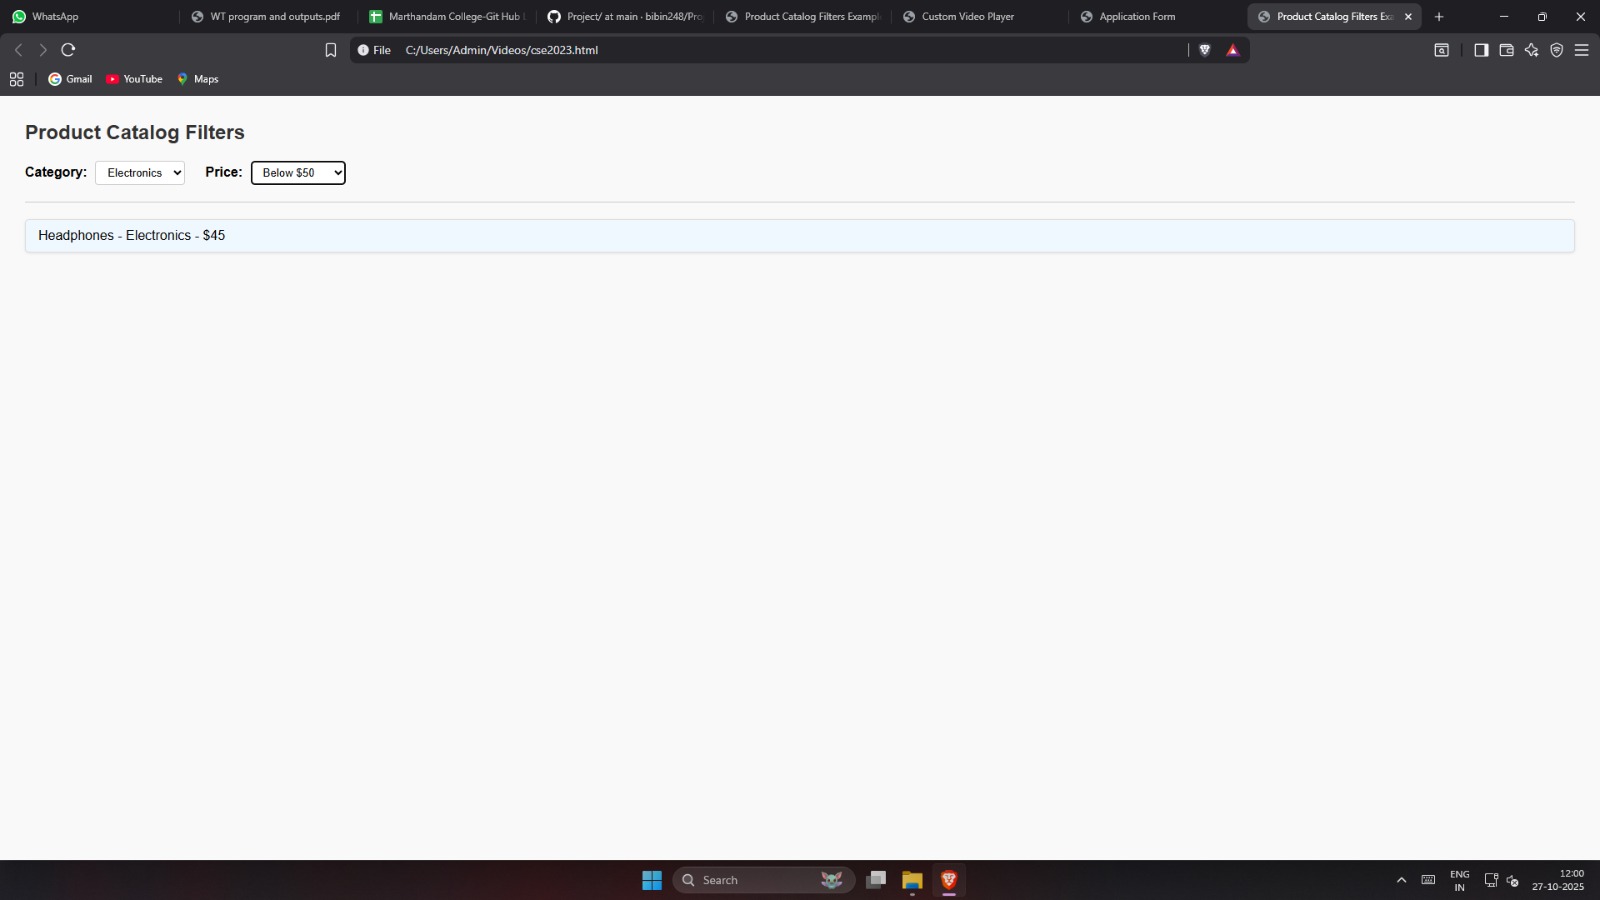 WhatsApp
WT program and outputs.pdf
Marthandam College-Git Hub
Project/ at main · bibin248/Pro
Product Catalog Filters Exampl
Custom Video Player
Application Form
Product Catalog Filters Exa
File C:/Users/Admin/Videos/cse2023.html
Gmail YouTube Maps
Product Catalog Filters
Category: Electronics Price: Below $50
Headphones - Electronics - $45
Search
ENG
IN
12:00
27-10-2025